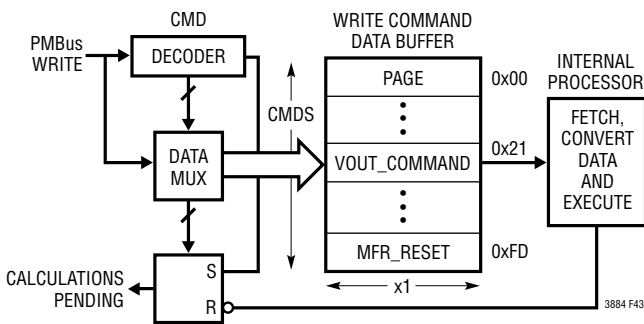 CMD
PMBus
WRITE
DECODER
CMDS
DATA
MUX
S
R
CALCULATIONS
PENDING
WRITE COMMAND
DATA BUFFER
PAGE
0x00
VOUT_COMMAND
0x21
MFR_RESET
0xFD
x1
INTERNAL
PROCESSOR
FETCH,
CONVERT
DATA
AND
EXECUTE
3884 F43